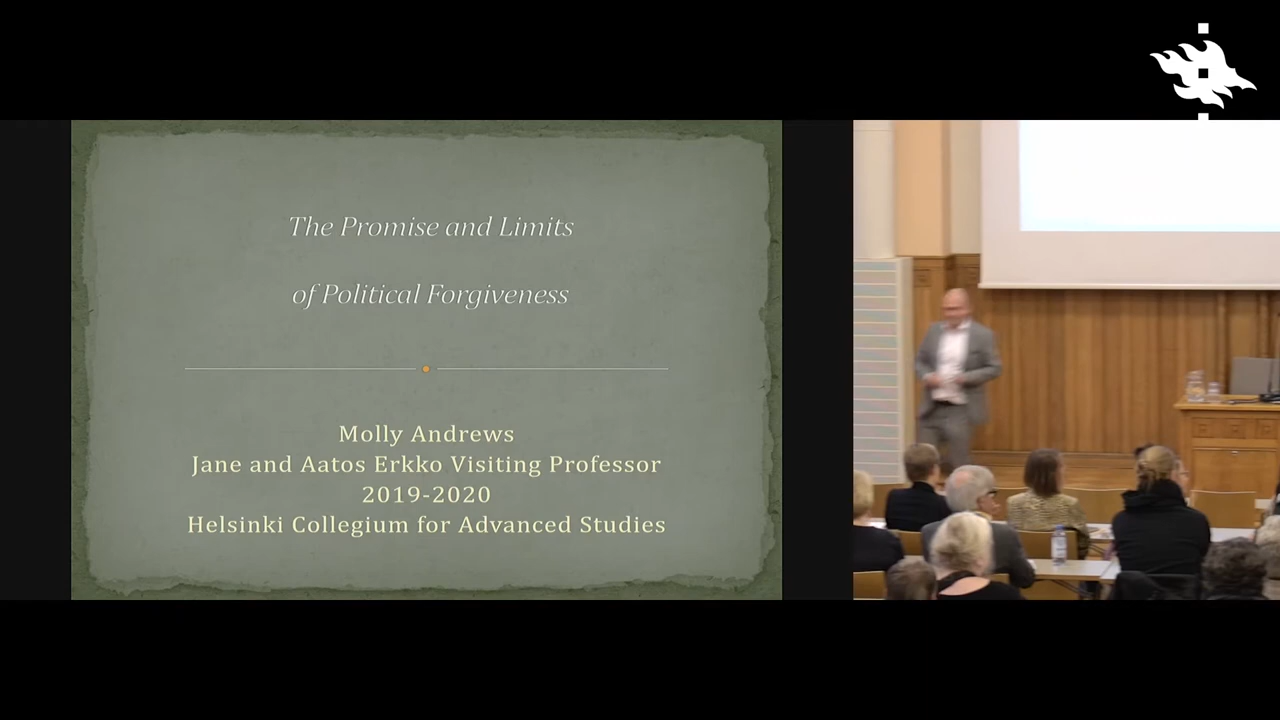 The Promise and Limits
of Political Forgiveness
Molly Andrews
Jane and Aatos Erkko Visiting Professor
2019-2020
Helsinki Collegium for Advanced Studies